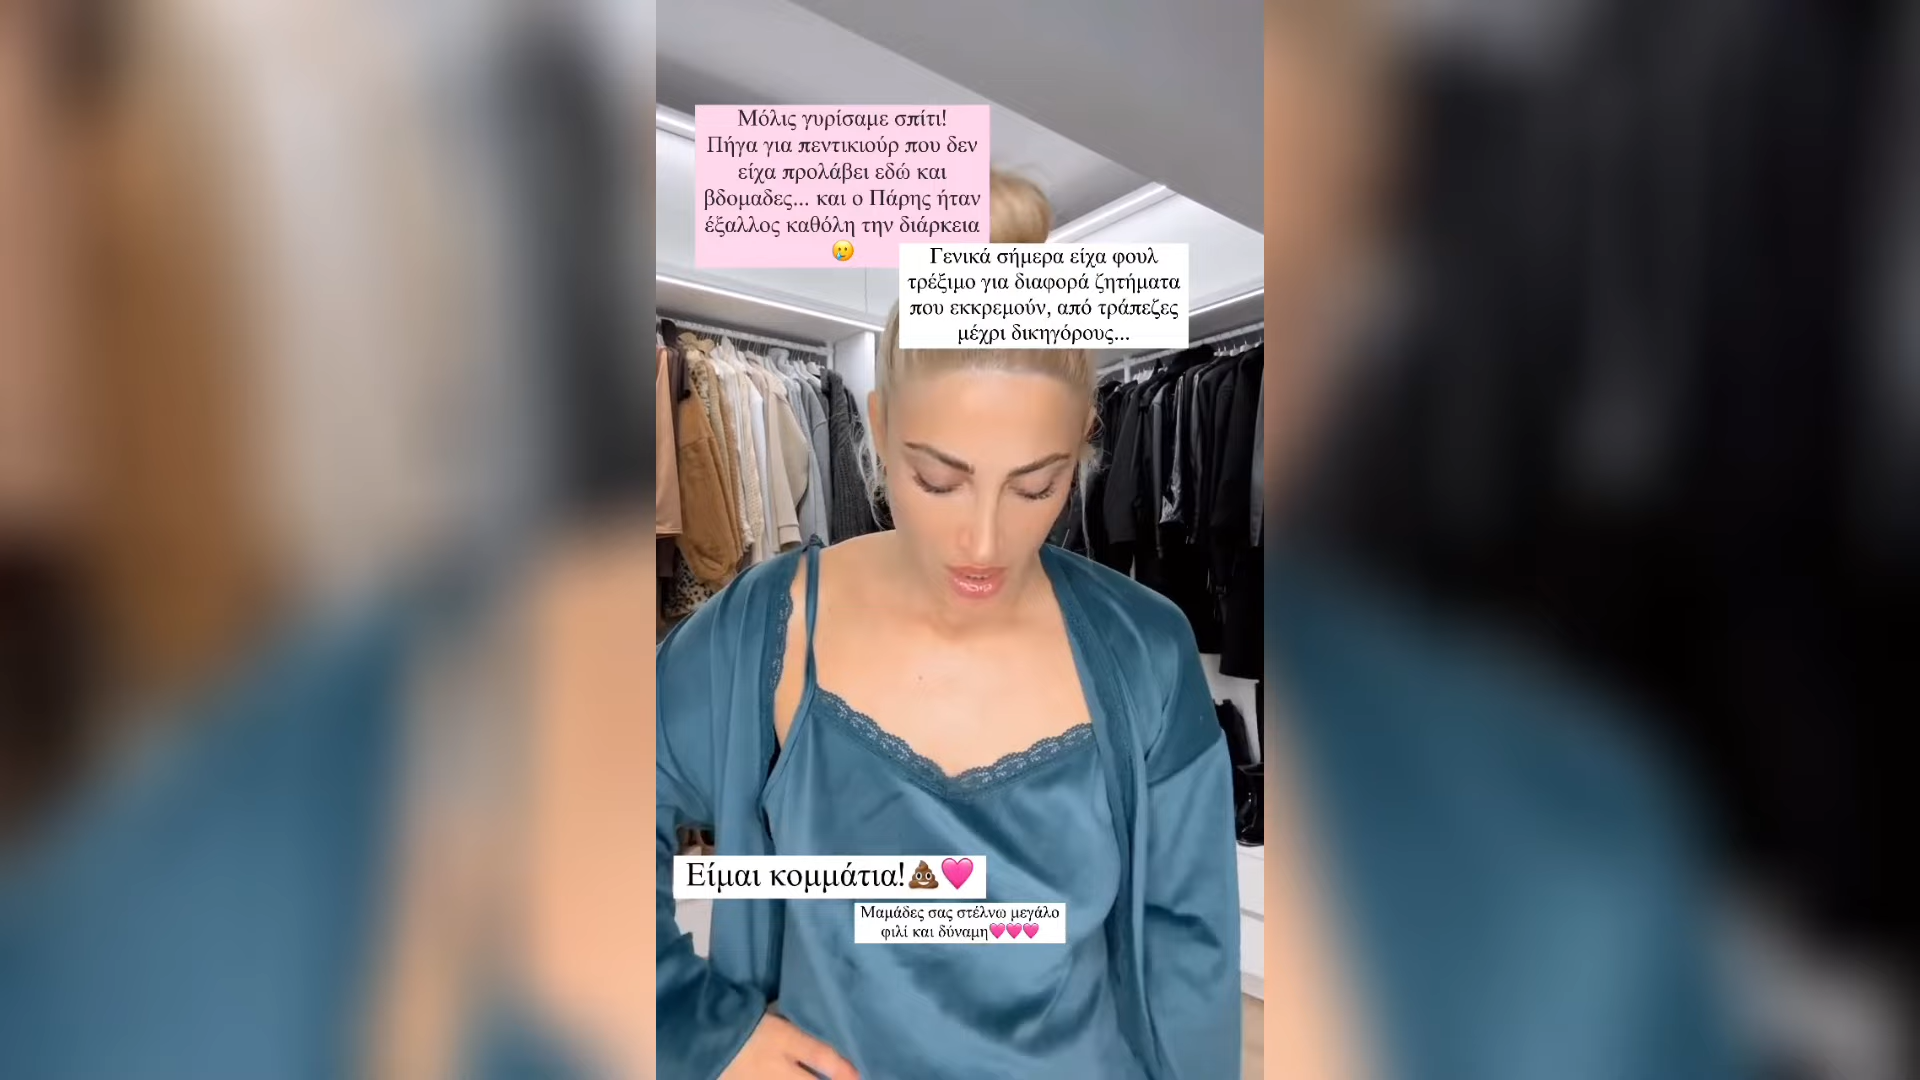 Μόλις γυρίσαμε σπίτι!
Πήγα για πεντικιούρ που δεν
είχα προλάβει εδώ και
βδομαδες... και ο Πάρης ήταν
έξαλλος καθόλη την διάρκεια
🥲
Γενικά σήμερα είχα φουλ
τρέξιμο για διαφορά ζητήματα
που εκκρεμούν, από τράπεζες
μέχρι δικηγόρους...
Είμαι κομμάτια!💩🩷
Μαμάδες σας στέλνω μεγάλο
φιλί και δύναμη🩷🩷🩷